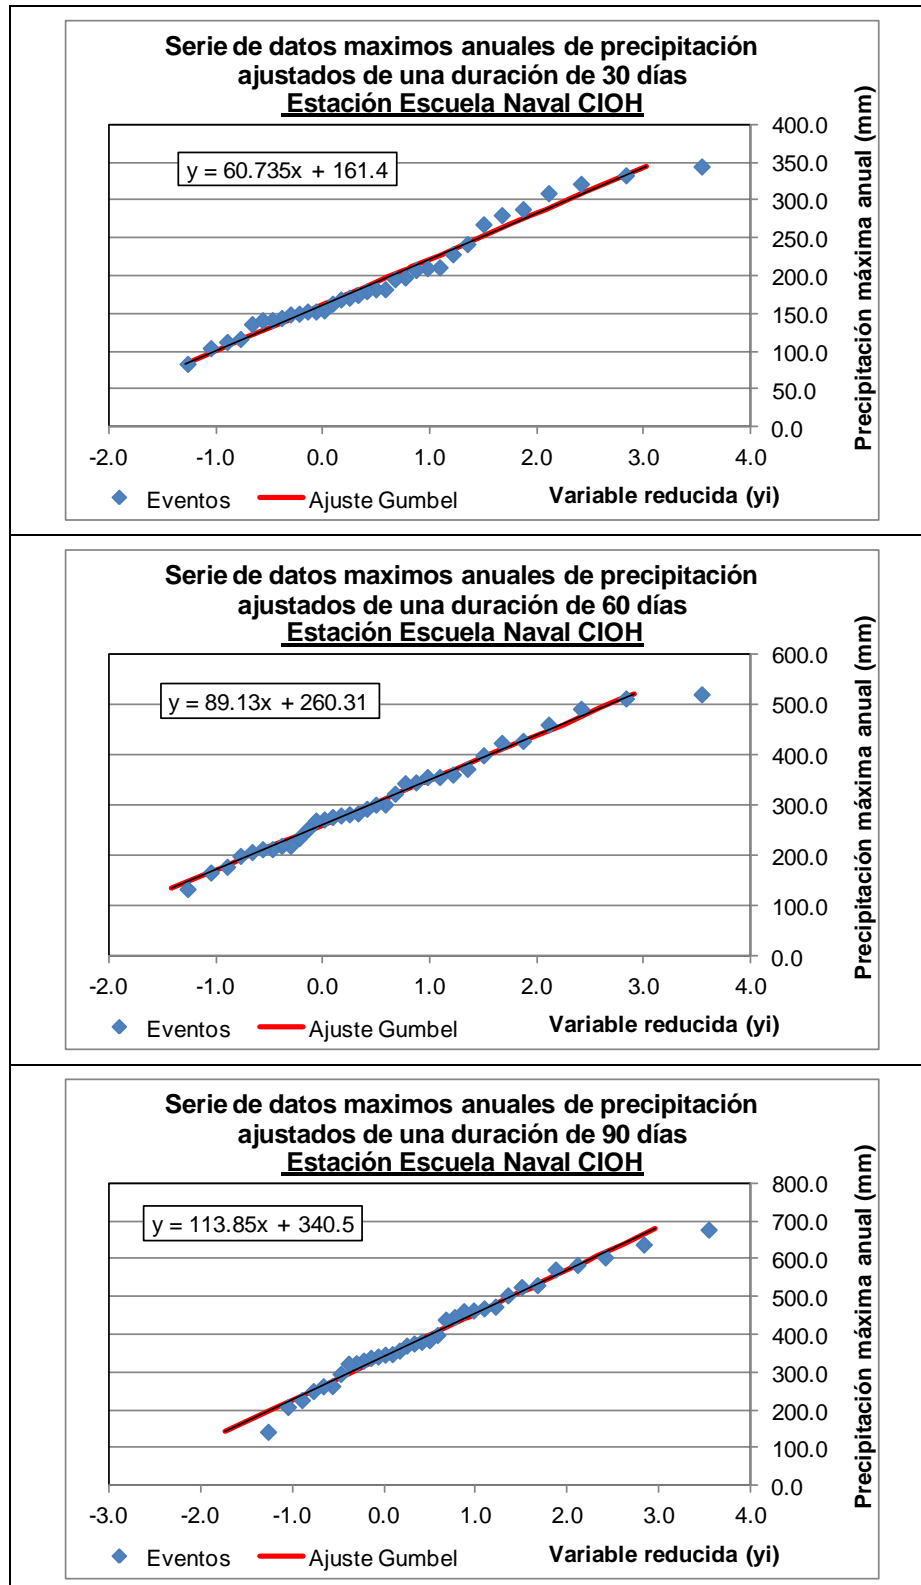 Serie de datos maximos anuales de precipitación
ajustados de una duración de 30 días
Estación Escuela Naval CIOH
y = 60.735x + 161.4
400.0
350.0
300.0
250.0
200.0
150.0
100.0
50.0
0.0
Precipitación máxima anual (mm)
-2.0 -1.0 0.0 1.0 2.0 3.0 4.0
Eventos Ajuste Gumbel Variable reducida (yi)
Serie de datos maximos anuales de precipitación
ajustados de una duración de 60 días
Estación Escuela Naval CIOH
y = 89.13x + 260.31
600.0
500.0
400.0
300.0
200.0
100.0
0.0
Precipitación máxima anual (mm)
-2.0 -1.0 0.0 1.0 2.0 3.0 4.0
Eventos Ajuste Gumbel Variable reducida (yi)
Serie de datos maximos anuales de precipitación
ajustados de una duración de 90 días
Estación Escuela Naval CIOH
y = 113.85x + 340.5
800.0
700.0
600.0
500.0
400.0
300.0
200.0
100.0
0.0
Precipitación máxima anual (mm)
-3.0 -2.0 -1.0 0.0 1.0 2.0 3.0 4.0
Eventos Ajuste Gumbel Variable reducida (yi)